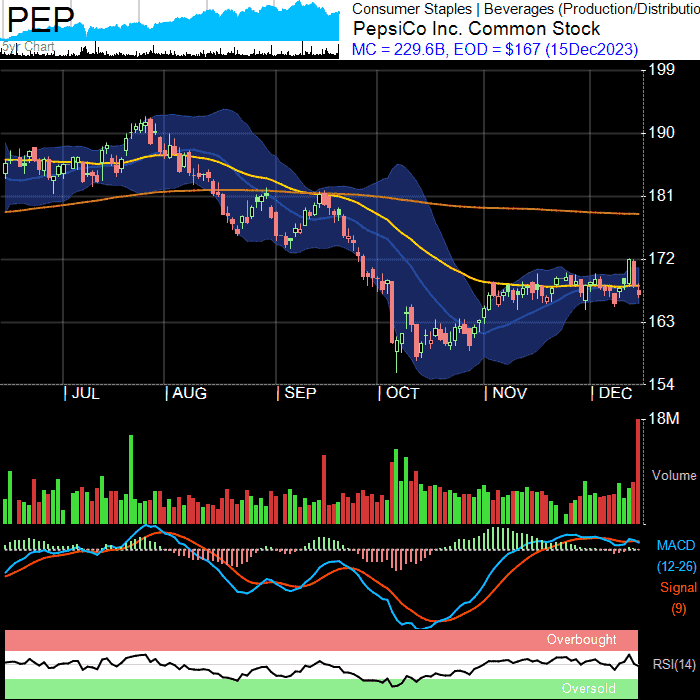 PEP
5yr Chart
Consumer Staples | Beverages (Production/Distributio
PepsiCo Inc. Common Stock
MC = 229.6B, EOD = $167 (15Dec2023)
199
190
181
172
163
154
| JUL | AUG | SEP | OCT | NOV | DEC
18M
Volume
MACD
(12-26)
Signal
(9)
Overbought
RSI(14)
Oversold